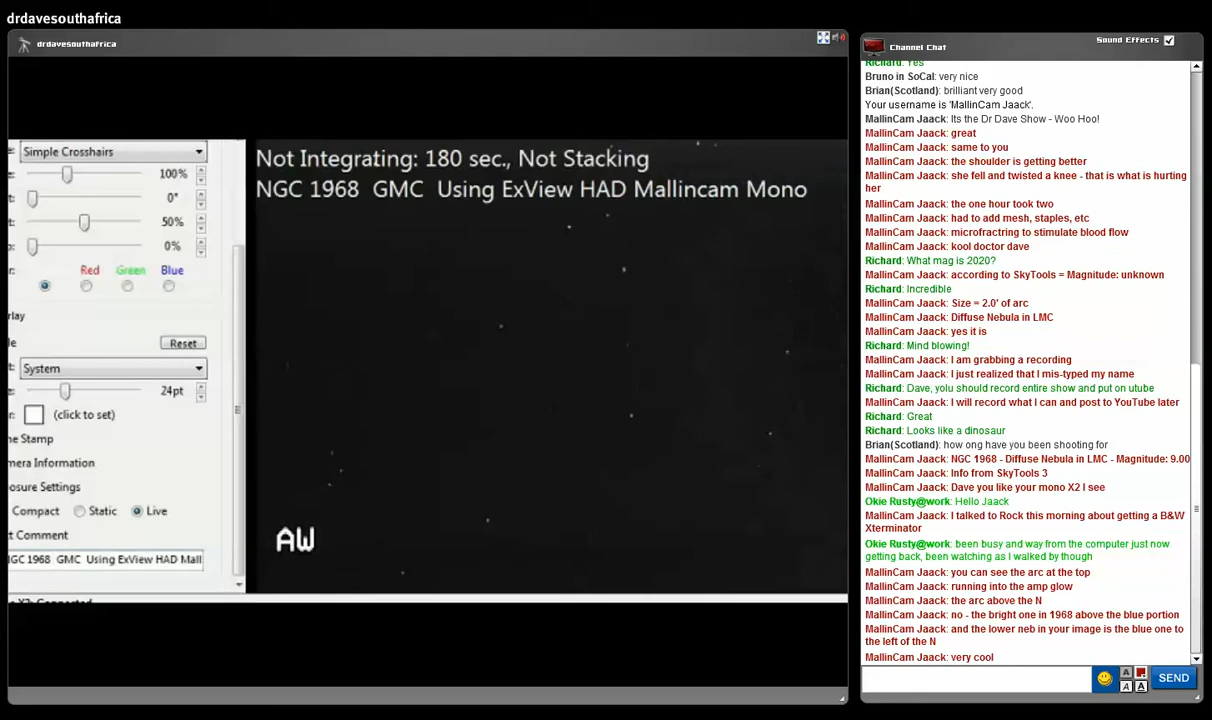 drdavesouthafrica
drdavesouthafrica
Simple Crosshairs
100%
0°
50%
0%
Red Green Blue
Reset
System
24pt
(click to set)
Compact Static Live
NGC 1968 GMC Using ExView HAD Mall
Not Integrating: 180 sec., Not Stacking
NGC 1968 GMC Using ExView HAD Mallincam Mono
AW
Channel Chat
Sound Effects
Richard: Yes
Bruno in SoCal: very nice
Brian(Scotland): brilliant very good
Your username is 'MallinCam Jaack'.
MallinCam Jaack: Its the Dr Dave Show - Woo Hoo!
MallinCam Jaack: great
MallinCam Jaack: same to you
MallinCam Jaack: the shoulder is getting better
MallinCam Jaack: she fell and twisted a knee - that is what is hurting
her
MallinCam Jaack: the one hour took two
MallinCam Jaack: had to add mesh, staples, etc
MallinCam Jaack: microfractring to stimulate blood flow
MallinCam Jaack: kool doctor dave
Richard: What mag is 2020?
MallinCam Jaack: according to SkyTools = Magnitude: unknown
Richard: Incredible
MallinCam Jaack: Size = 2.0' of arc
MallinCam Jaack: Diffuse Nebula in LMC
MallinCam Jaack: yes it is
Richard: Mind blowing!
MallinCam Jaack: I am grabbing a recording
MallinCam Jaack: I just realized that I mis-typed my name
Richard: Dave, yolu should record entire show and put on utube
MallinCam Jaack: I will record what I can and post to YouTube later
Richard: Great
Richard: Looks like a dinosaur
Brian(Scotland): how ong have you been shooting for
MallinCam Jaack: NGC 1968 - Diffuse Nebula in LMC - Magnitude: 9.00
MallinCam Jaack: Info from SkyTools 3
MallinCam Jaack: Dave you like your mono X2 I see
Okie Rusty@work: Hello Jaack
MallinCam Jaack: I talked to Rock this morning about getting a B&W
Xterminator
Okie Rusty@work: been busy and way from the computer just now
getting back, been watching as I walked by though
MallinCam Jaack: you can see the arc at the top
MallinCam Jaack: running into the amp glow
MallinCam Jaack: the arc above the N
MallinCam Jaack: no - the bright one in 1968 above the blue portion
MallinCam Jaack: and the lower neb in your image is the blue one to
the left of the N
MallinCam Jaack: very cool
A
A A
SEND